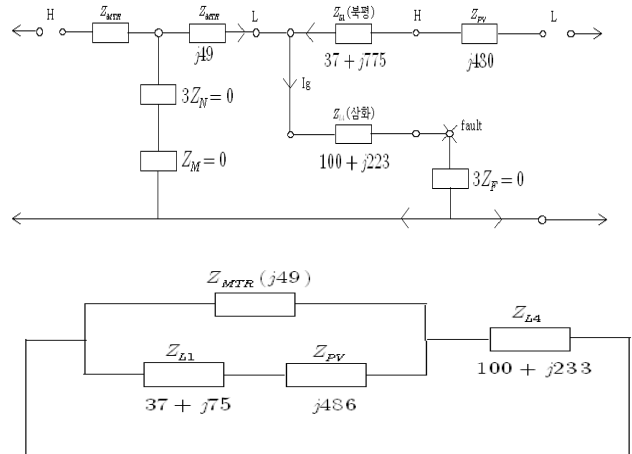 H Z_MTR Z_MTR L Z_L1(북평) H Z_PV L
j49 37 + j775 j480
3Z_N = 0 Ig
Z_L4(삼화) fault
Z_M = 0 100 + j223 3Z_F = 0
Z_MTR(j49)
Z_L1 Z_PV Z_L4
37 + j75 j486 100 + j233